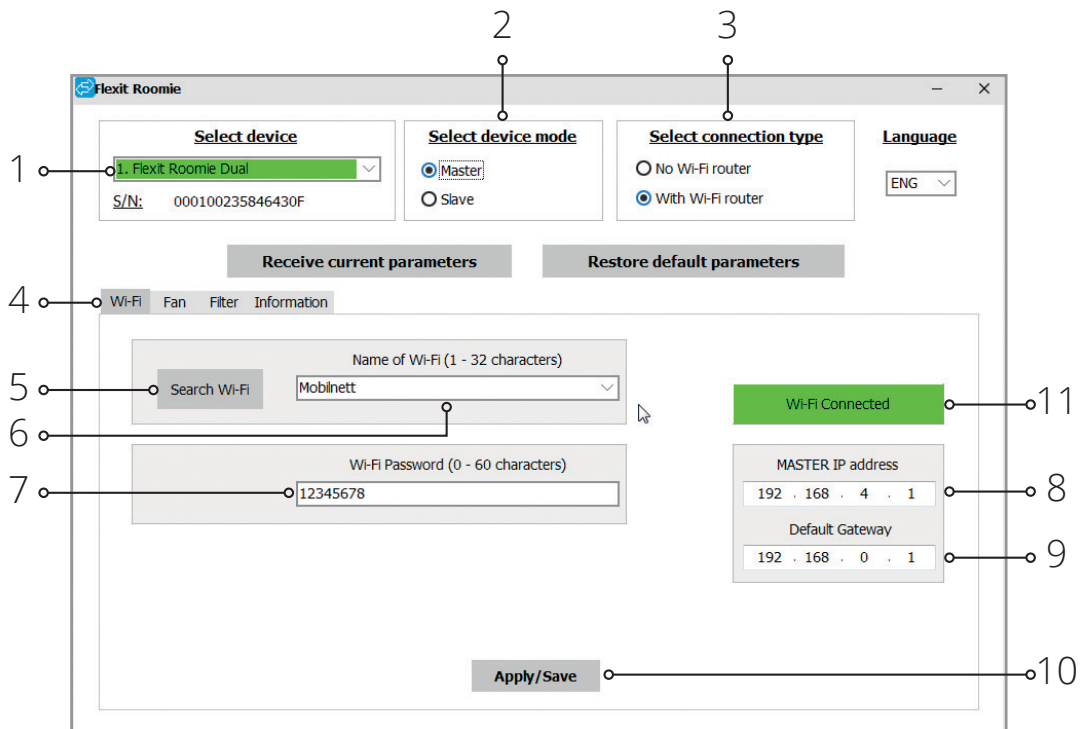 2
3
Flexit Roomie
Select device
Select device mode
Select connection type
Language
1
1. Flexit Roomie Dual
Master
No Wi-Fi router
ENG
S/N: 000100235846430F
Slave
With Wi-Fi router
Receive current parameters
Restore default parameters
4
Wi-Fi Fan Filter Information
Name of Wi-Fi (1 - 32 characters)
5
Search Wi-Fi
Mobilnett
Wi-Fi Connected
11
6
Wi-Fi Password (0 - 60 characters)
MASTER IP address
7
12345678
192 . 168 . 4 . 1
8
Default Gateway
192 . 168 . 0 . 1
9
Apply/Save
10